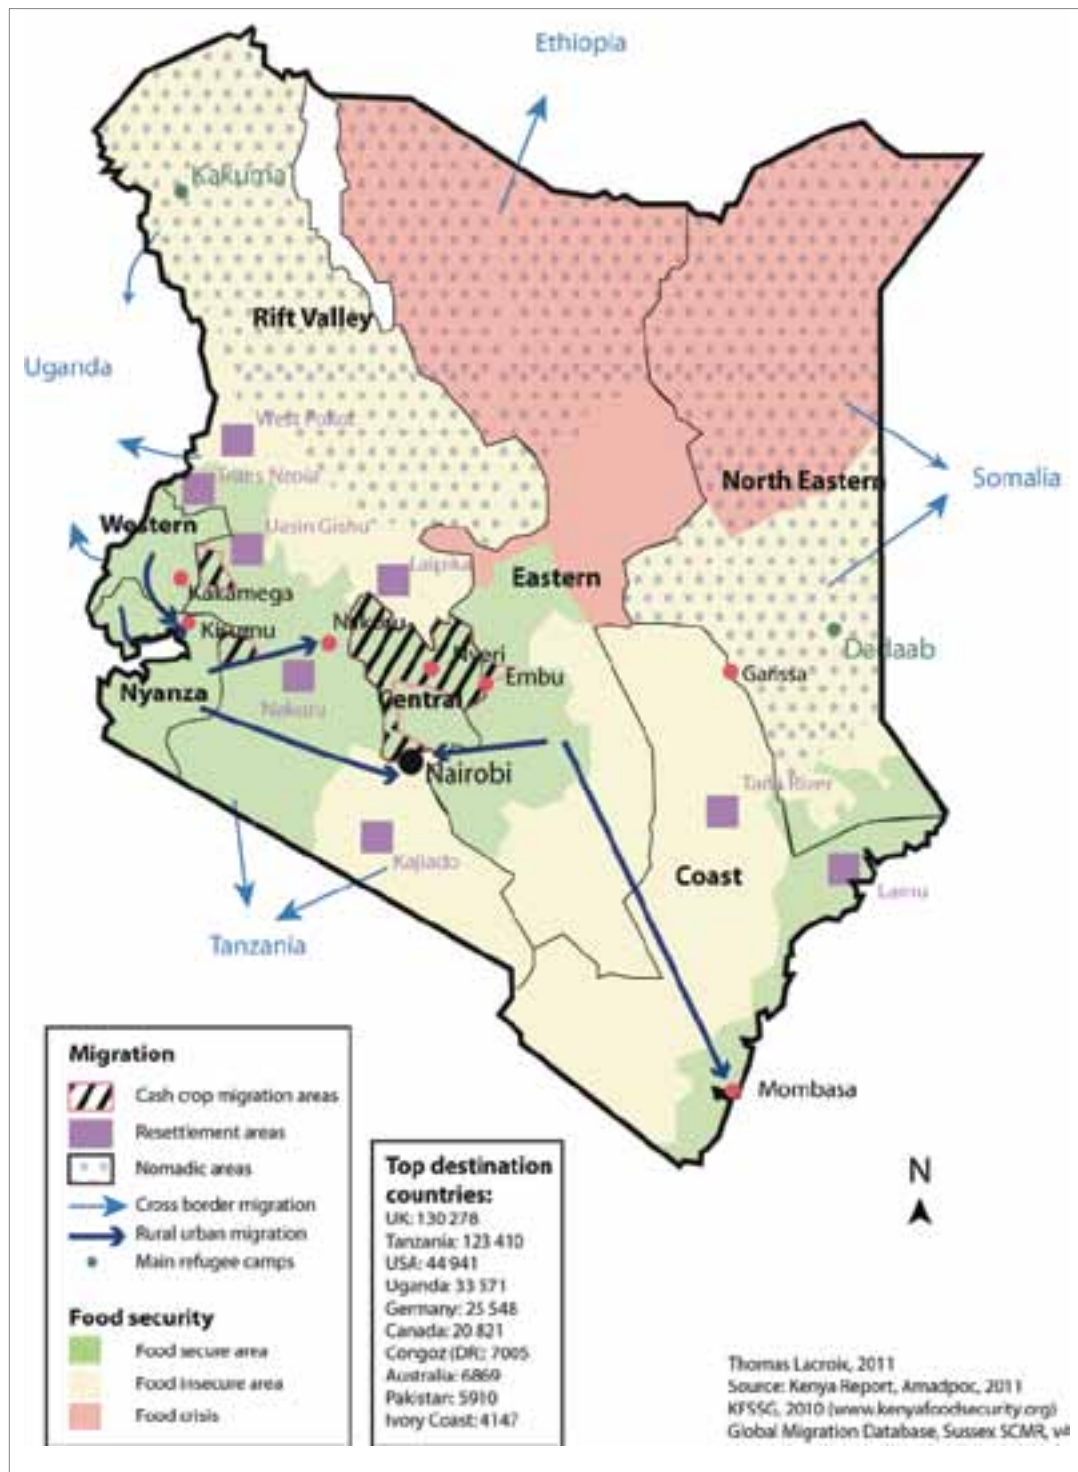 Ethiopia
Kakuma
Rift Valley
Uganda
West Pokot
Trans Nzoia
North Eastern
Somalia
Western
Uasin Gishu
Laipika
Eastern
Kakamega
Kisumu
Nakuru
Nyeri
Dadaab
Garissa
Embu
Nyanza
Central
Nakuru
Nairobi
Tana River
Kajiado
Coast
Lamu
Tanzania
Mombasa
N
Migration
Cash crop migration areas
Resettlement areas
Nomadic areas
Cross border migration
Rural urban migration
Main refugee camps
Food security
Food secure area
Food insecure area
Food crisis
Top destination
countries:
UK: 130 278
Tanzania: 123 410
USA: 44 941
Uganda: 33 571
Germany: 25 548
Canada: 20 821
Congoz (DR): 7005
Australia: 6869
Pakistan: 5910
Ivory Coast: 4147
Thomas Lacroix, 2011
Source: Kenya Report, Amadpoc, 2011
KFSSG, 2010 (www.kenyafoodsecurity.org)
Global Migration Database, Sussex SCMR, v4